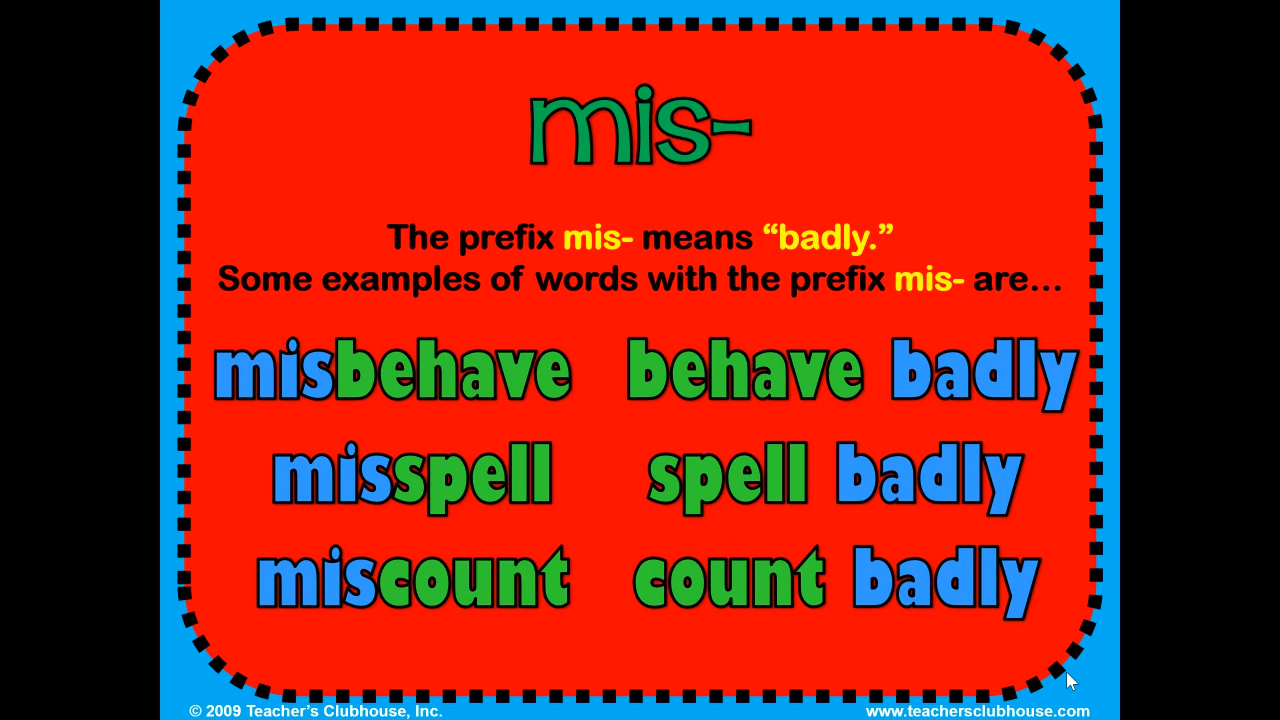 mis-
The prefix mis- means “badly.”
Some examples of words with the prefix mis- are...
misbehave behave badly
misspell spell badly
miscount count badly
© 2009 Teacher’s Clubhouse, Inc. www.teachersclubhouse.com